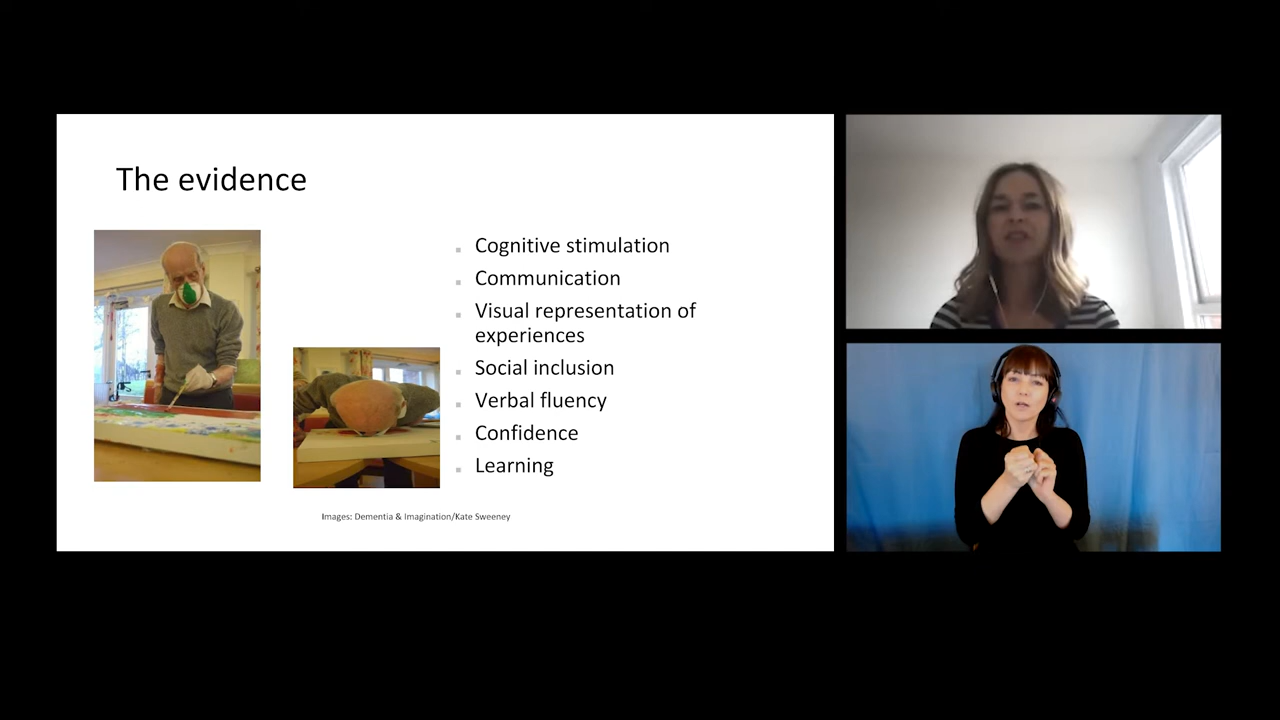 The evidence
Cognitive stimulation
Communication
Visual representation of
experiences
Social inclusion
Verbal fluency
Confidence
Learning
Images: Dementia & Imagination/Kate Sweeney